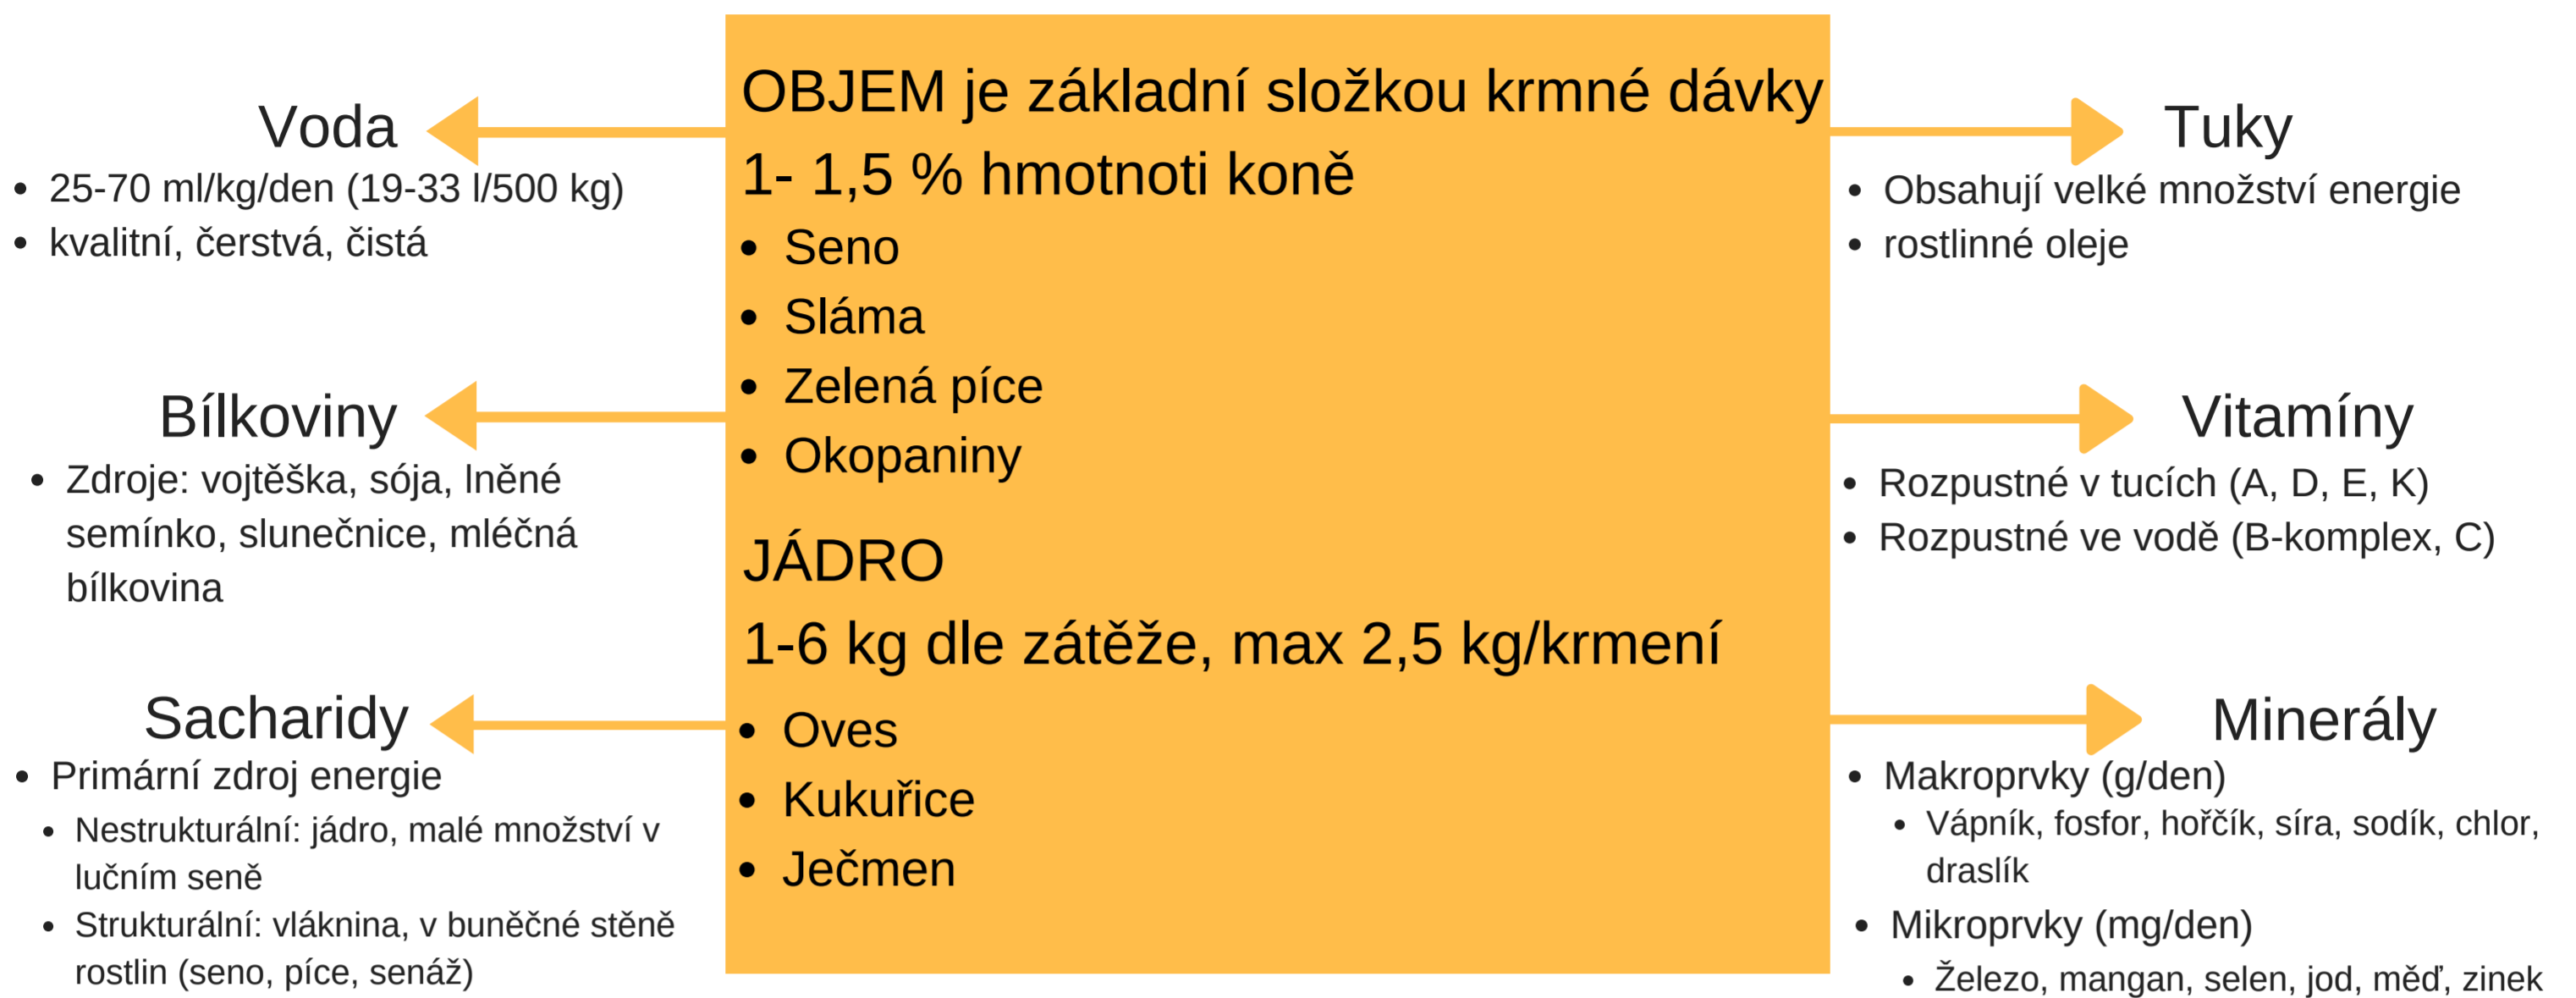 Voda
• 25-70 ml/kg/den (19-33 l/500 kg)
• kvalitní, čerstvá, čistá
Bílkoviny
• Zdroje: vojtěška, sója, lněné
semínko, slunečnice, mléčná
bílkovina
Sacharidy
• Primární zdroj energie
• Nestrukturální: jádro, malé množství v
lučním seně
• Strukturální: vláknina, v buněčné stěně
rostlin (seno, píce, senáž)
OBJEM je základní složkou krmné dávky
1- 1,5 % hmotnoti koně
• Seno
• Sláma
• Zelená píce
• Okopaniny
JÁDRO
1-6 kg dle zátěže, max 2,5 kg/krmení
• Oves
• Kukuřice
• Ječmen
Tuky
• Obsahují velké množství energie
• rostlinné oleje
Vitamíny
• Rozpustné v tucích (A, D, E, K)
• Rozpustné ve vodě (B-komplex, C)
Minerály
• Makroprvky (g/den)
• Vápník, fosfor, hořčík, síra, sodík, chlor,
draslík
• Mikroprvky (mg/den)
• Železo, mangan, selen, jod, měď, zinek